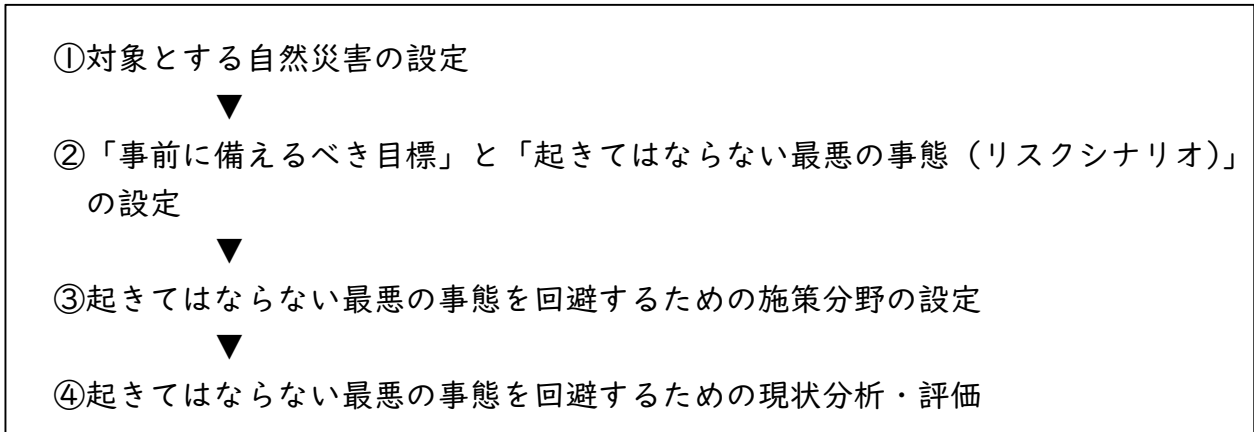 ①対象とする自然災害の設定
▼
②「事前に備えるべき目標」と「起きてはならない最悪の事態（リスクシナリオ）」
の設定
▼
③起きてはならない最悪の事態を回避するための施策分野の設定
▼
④起きてはならない最悪の事態を回避するための現状分析・評価